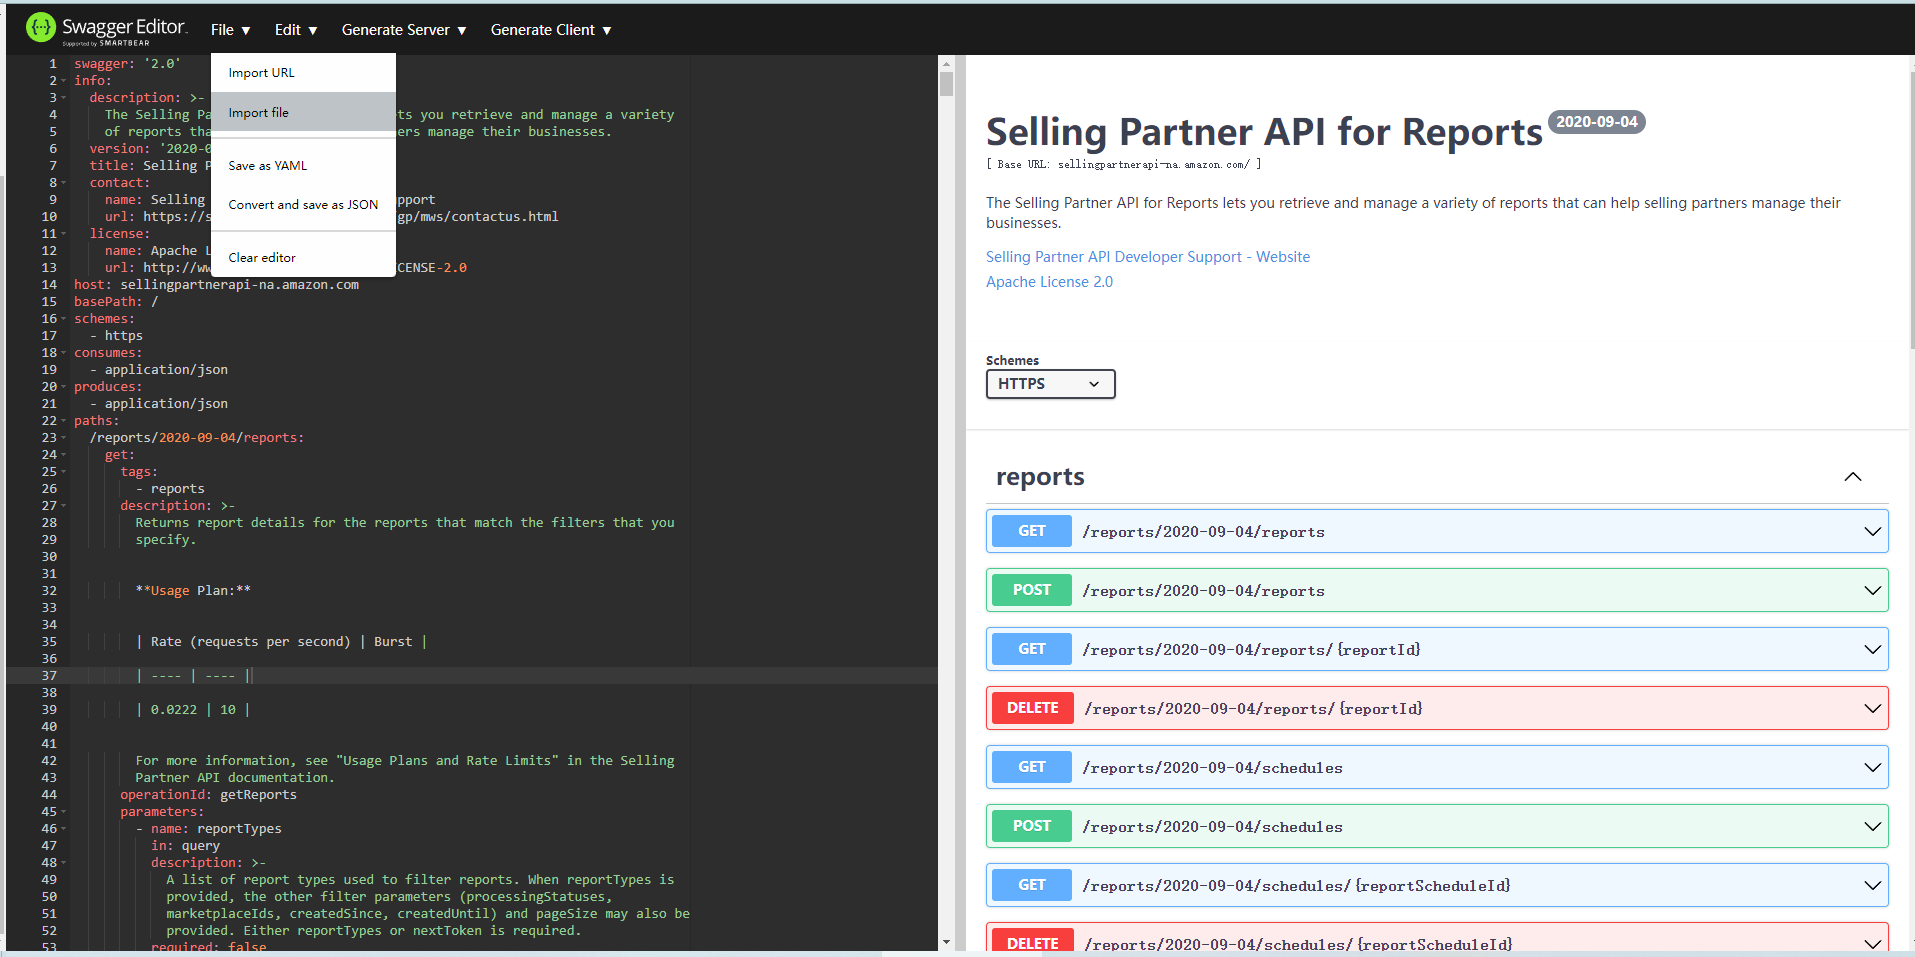 Swagger Editor.
Supported by SMARTBEAR
File ▼
Edit ▼
Generate Server ▼
Generate Client ▼
Import URL
Import file
Save as YAML
Convert and save as JSON
Clear editor
1 swagger: '2.0'
2 info:
3 description: >-
4 The Selling Pa ts you retrieve and manage a variety
5 of reports tha ers manage their businesses.
6 version: '2020-0
7 title: Selling P
8 contact:
9 name: Selling pport
10 url: https://s gp/mws/contactus.html
11 license:
12 name: Apache L
13 url: http://ww CENSE-2.0
14 host: sellingpartnerapi-na.amazon.com
15 basePath: /
16 schemes:
17 - https
18 consumes:
19 - application/json
20 produces:
21 - application/json
22 paths:
23 /reports/2020-09-04/reports:
24 get:
25 tags:
26 - reports
27 description: >-
28 Returns report details for the reports that match the filters that you
29 specify.
30
31
32 **Usage Plan:**
33
34
35 | Rate (requests per second) | Burst |
36
37 | ---- | ---- |
38
39 | 0.0222 | 10 |
40
41
42 For more information, see "Usage Plans and Rate Limits" in the Selling
43 Partner API documentation.
44 operationId: getReports
45 parameters:
46 - name: reportTypes
47 in: query
48 description: >-
49 A list of report types used to filter reports. When reportTypes is
50 provided, the other filter parameters (processingStatuses,
51 marketplaceIds, createdSince, createdUntil) and pageSize may also be
52 provided. Either reportTypes or nextToken is required.
53 required: false
Selling Partner API for Reports 2020-09-04
[ Base URL: sellingpartnerapi-na.amazon.com/ ]
The Selling Partner API for Reports lets you retrieve and manage a variety of reports that can help selling partners manage their
businesses.
Selling Partner API Developer Support - Website
Apache License 2.0
Schemes
HTTPS
reports
GET /reports/2020-09-04/reports
POST /reports/2020-09-04/reports
GET /reports/2020-09-04/reports/{reportId}
DELETE /reports/2020-09-04/reports/{reportId}
GET /reports/2020-09-04/schedules
POST /reports/2020-09-04/schedules
GET /reports/2020-09-04/schedules/{reportScheduleId}
DELETE /reports/2020-09-04/schedules/{reportScheduleId}